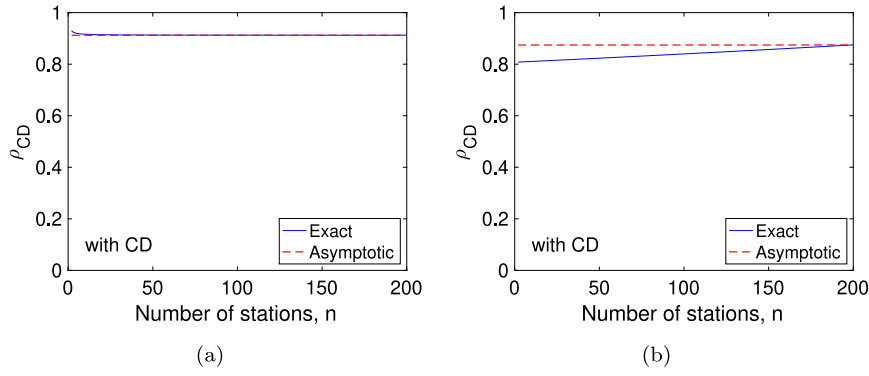 1
0.8
0.6
0.4
0.2
0
ρCD
with CD
Exact
Asymptotic
0 50 100 150 200
Number of stations, n
(a)
1
0.8
0.6
0.4
0.2
0
ρCD
with CD
Exact
Asymptotic
0 50 100 150 200
Number of stations, n
(b)